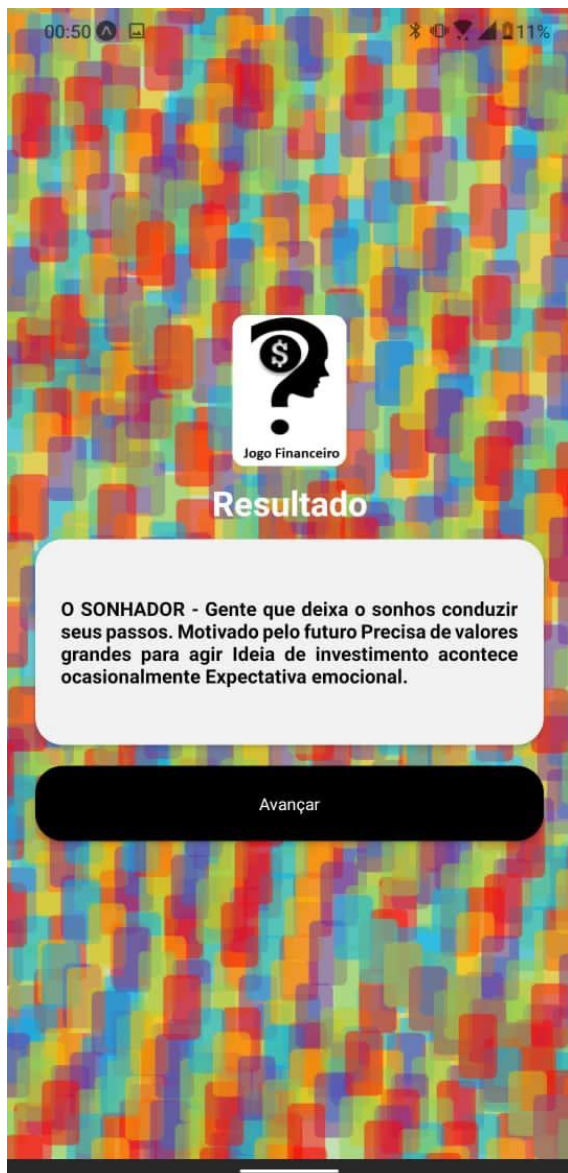 00:50
11%
$
Jogo Financeiro
Resultado
O SONHADOR - Gente que deixa o sonhos conduzir
seus passos. Motivado pelo futuro Precisa de valores
grandes para agir Ideia de investimento acontece
ocasionalmente Expectativa emocional.
Avançar